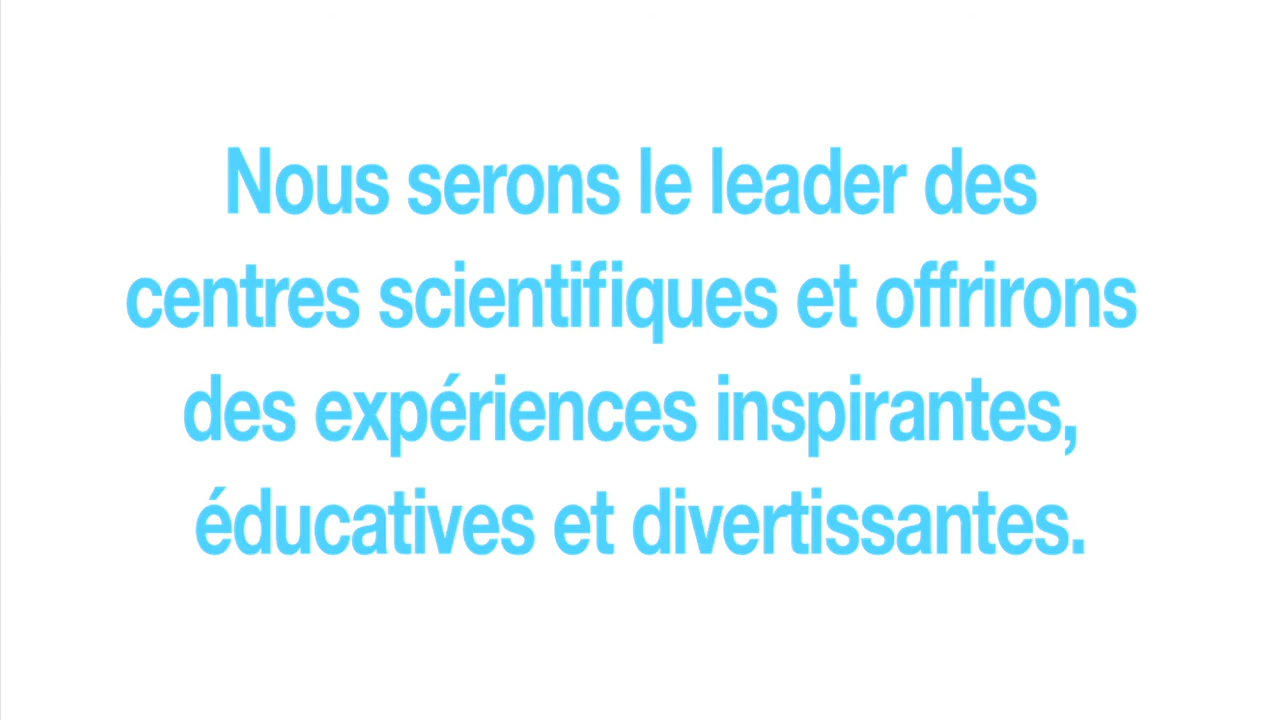 Nous serons le leader des
centres scientifiques et offrirons
des expériences inspirantes,
éducatives et divertissantes.